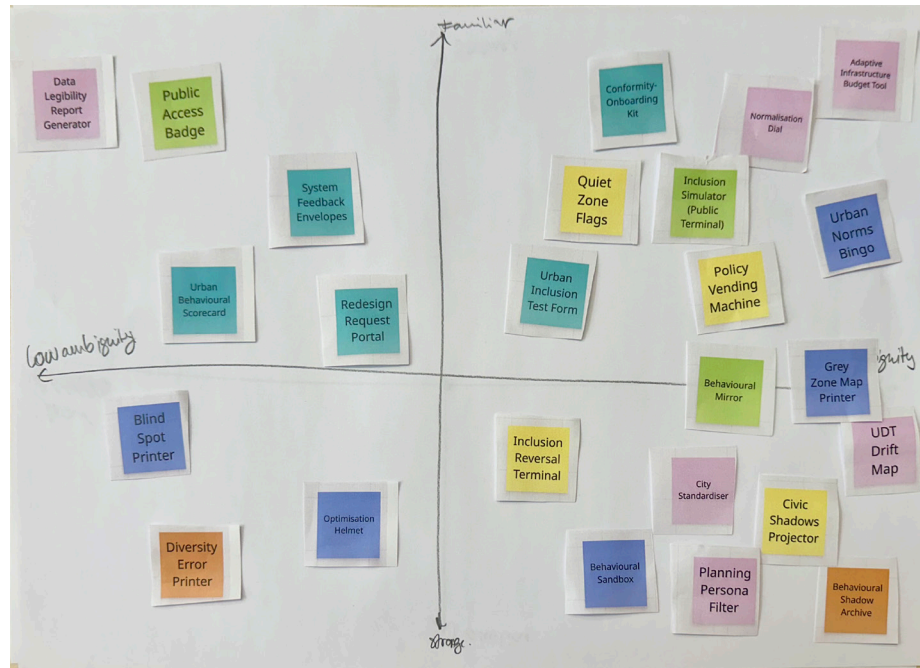 Familiar
Data
Legibility
Report
Generator
Public
Access
Badge
Conformity-
Onboarding
Kit
Normalisation
Dial
Adaptive
Infrastructure
Budget Tool
System
Feedback
Envelopes
Quiet
Zone
Flags
Inclusion
Simulator
(Public
Terminal)
Urban
Norms
Bingo
Urban
Behavioural
Scorecard
Redesign
Request
Portal
Urban
Inclusion
Test Form
Policy
Vending
Machine
Low ambiguity
Behavioural
Mirror
Grey
Zone Map
Printer
Blind
Spot
Printer
Inclusion
Reversal
Terminal
UDT
Drift
Map
City
Standardiser
Optimisation
Helmet
Civic
Shadows
Projector
Diversity
Error
Printer
Behavioural
Sandbox
Planning
Persona
Filter
Behavioural
Shadow
Archive
strange.